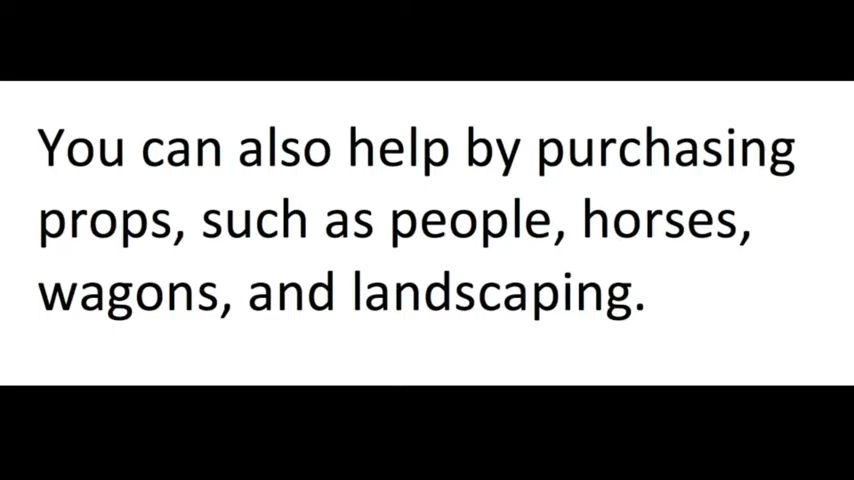 You can also help by purchasing
props, such as people, horses,
wagons, and landscaping.